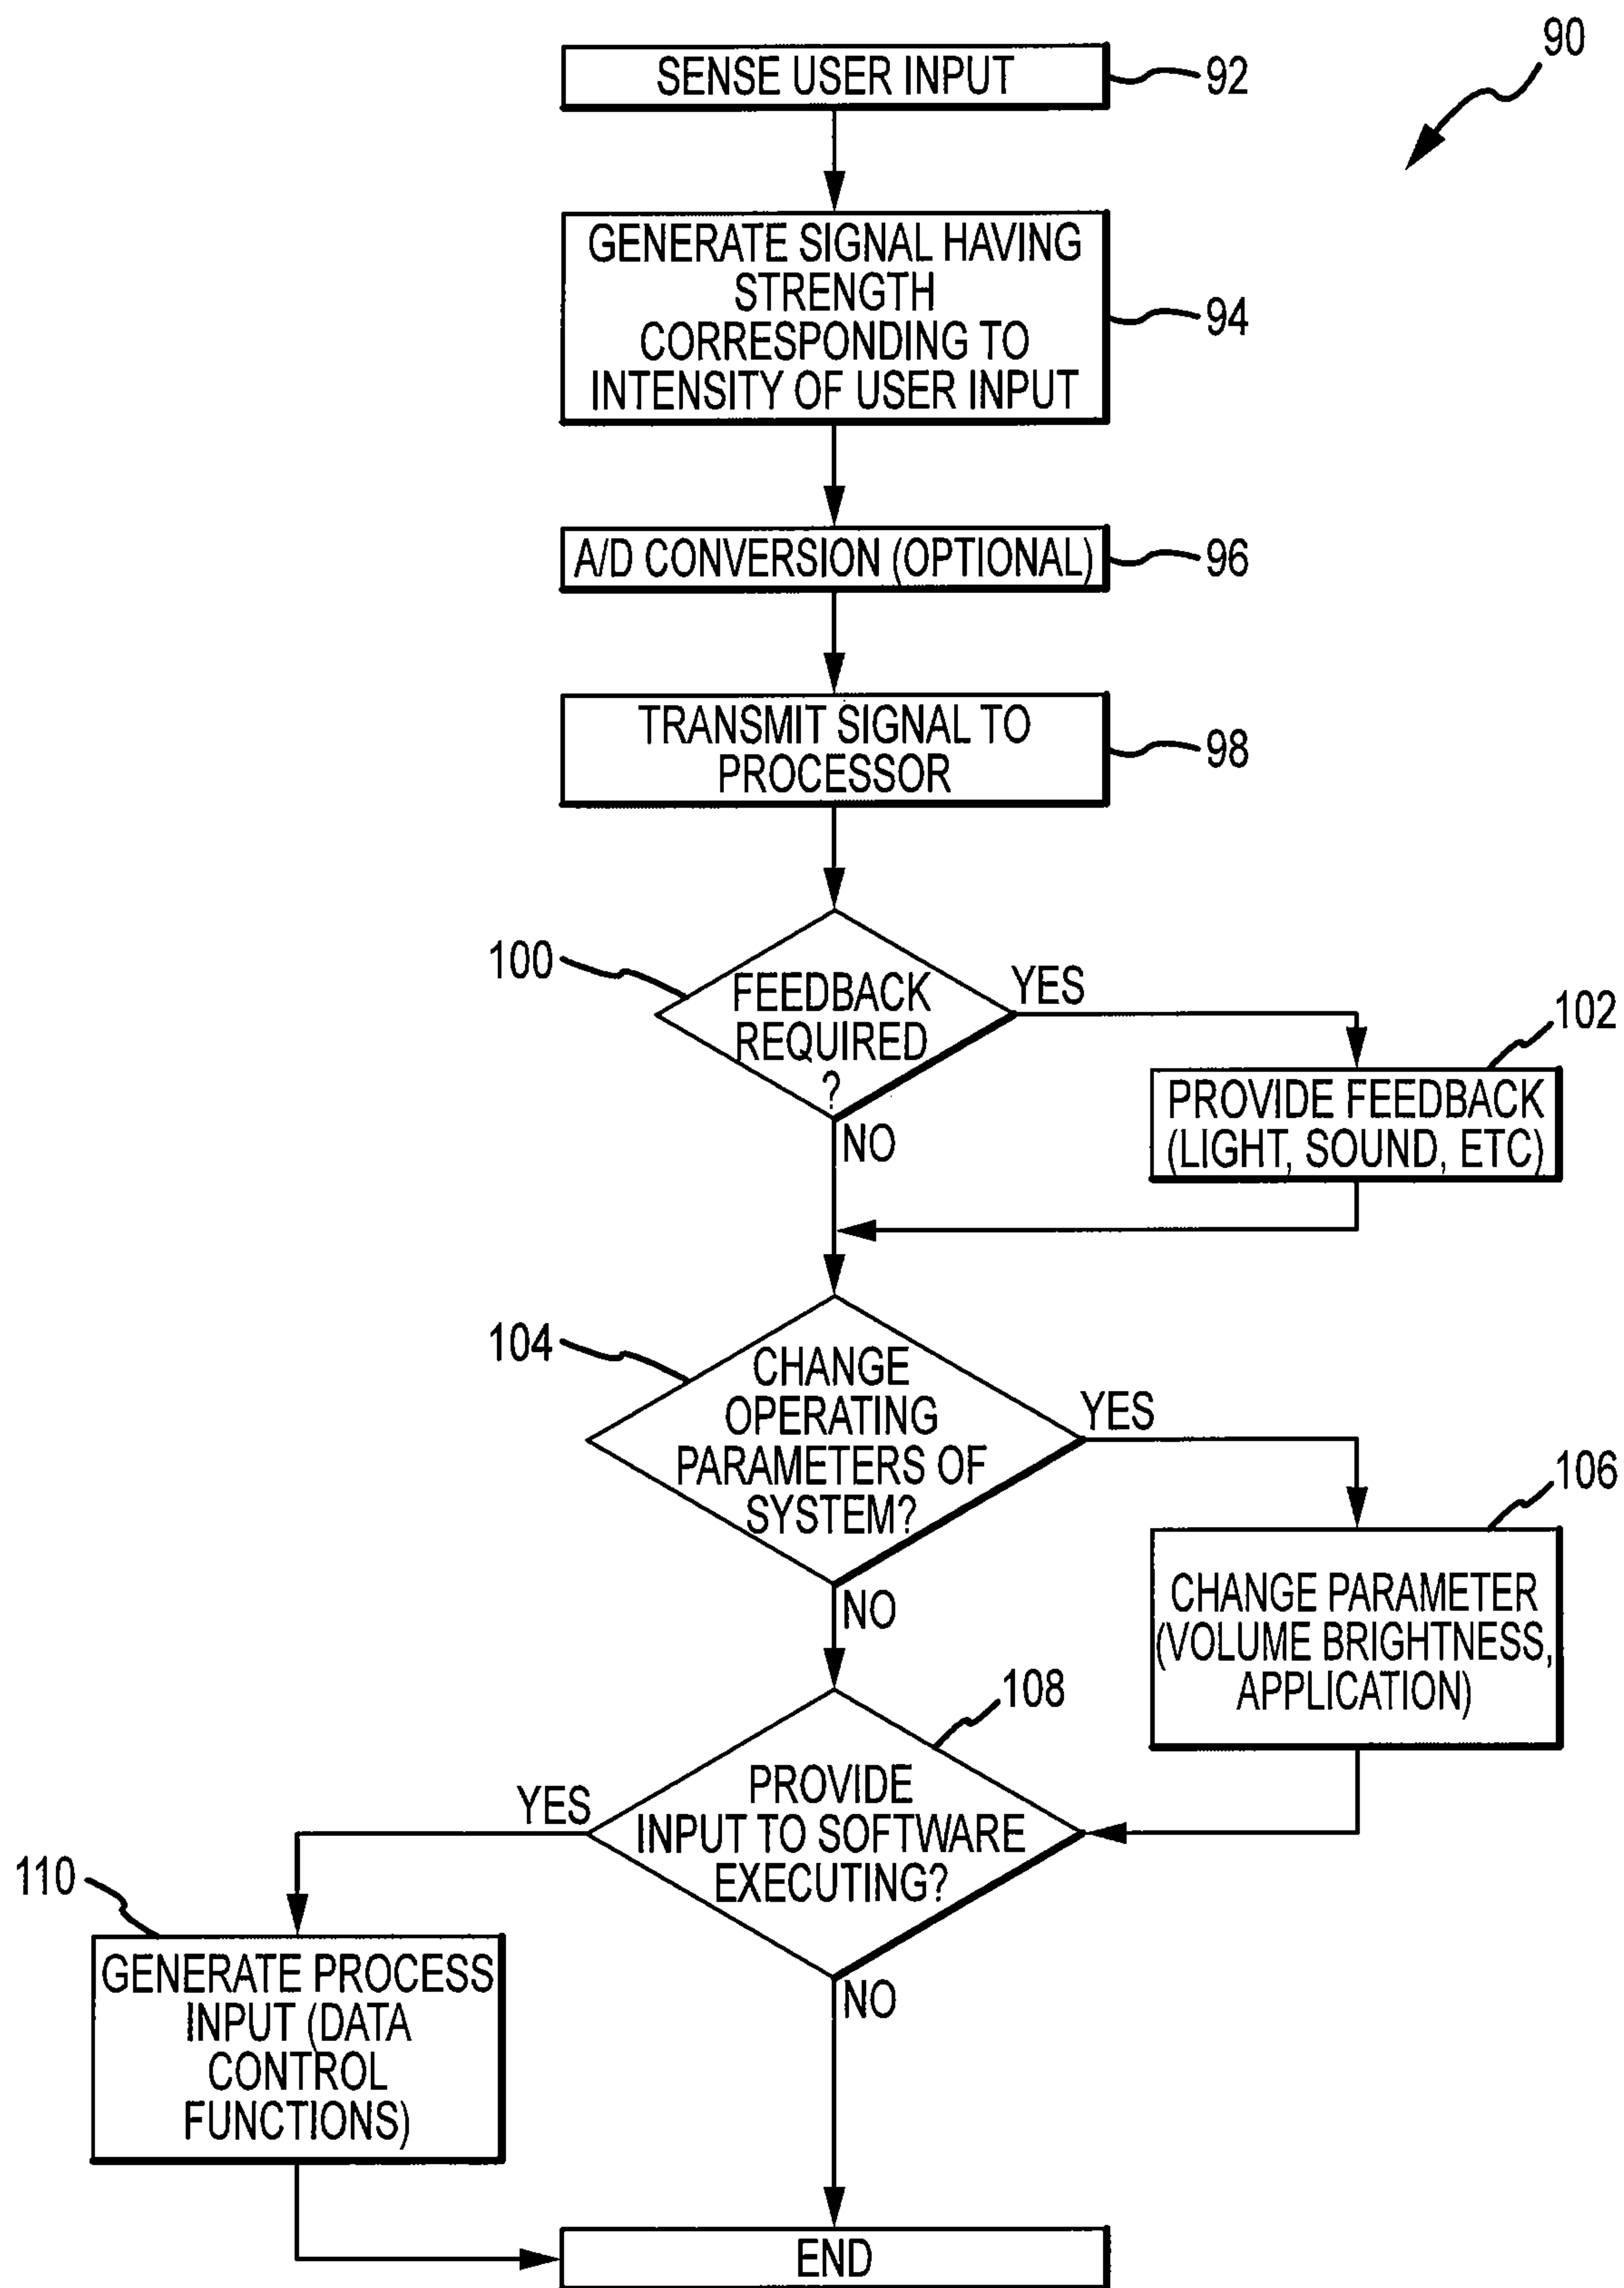 90
SENSE USER INPUT
92
GENERATE SIGNAL HAVING
STRENGTH
CORRESPONDING TO
INTENSITY OF USER INPUT
94
A/D CONVERSION (OPTIONAL)
96
TRANSMIT SIGNAL TO
PROCESSOR
98
100
FEEDBACK
REQUIRED
?
YES
NO
102
PROVIDE FEEDBACK
(LIGHT, SOUND, ETC)
104
CHANGE
OPERATING
PARAMETERS OF
SYSTEM?
YES
NO
106
CHANGE PARAMETER
(VOLUME BRIGHTNESS,
APPLICATION)
108
PROVIDE
INPUT TO SOFTWARE
EXECUTING?
YES
NO
110
GENERATE PROCESS
INPUT (DATA
CONTROL
FUNCTIONS)
END